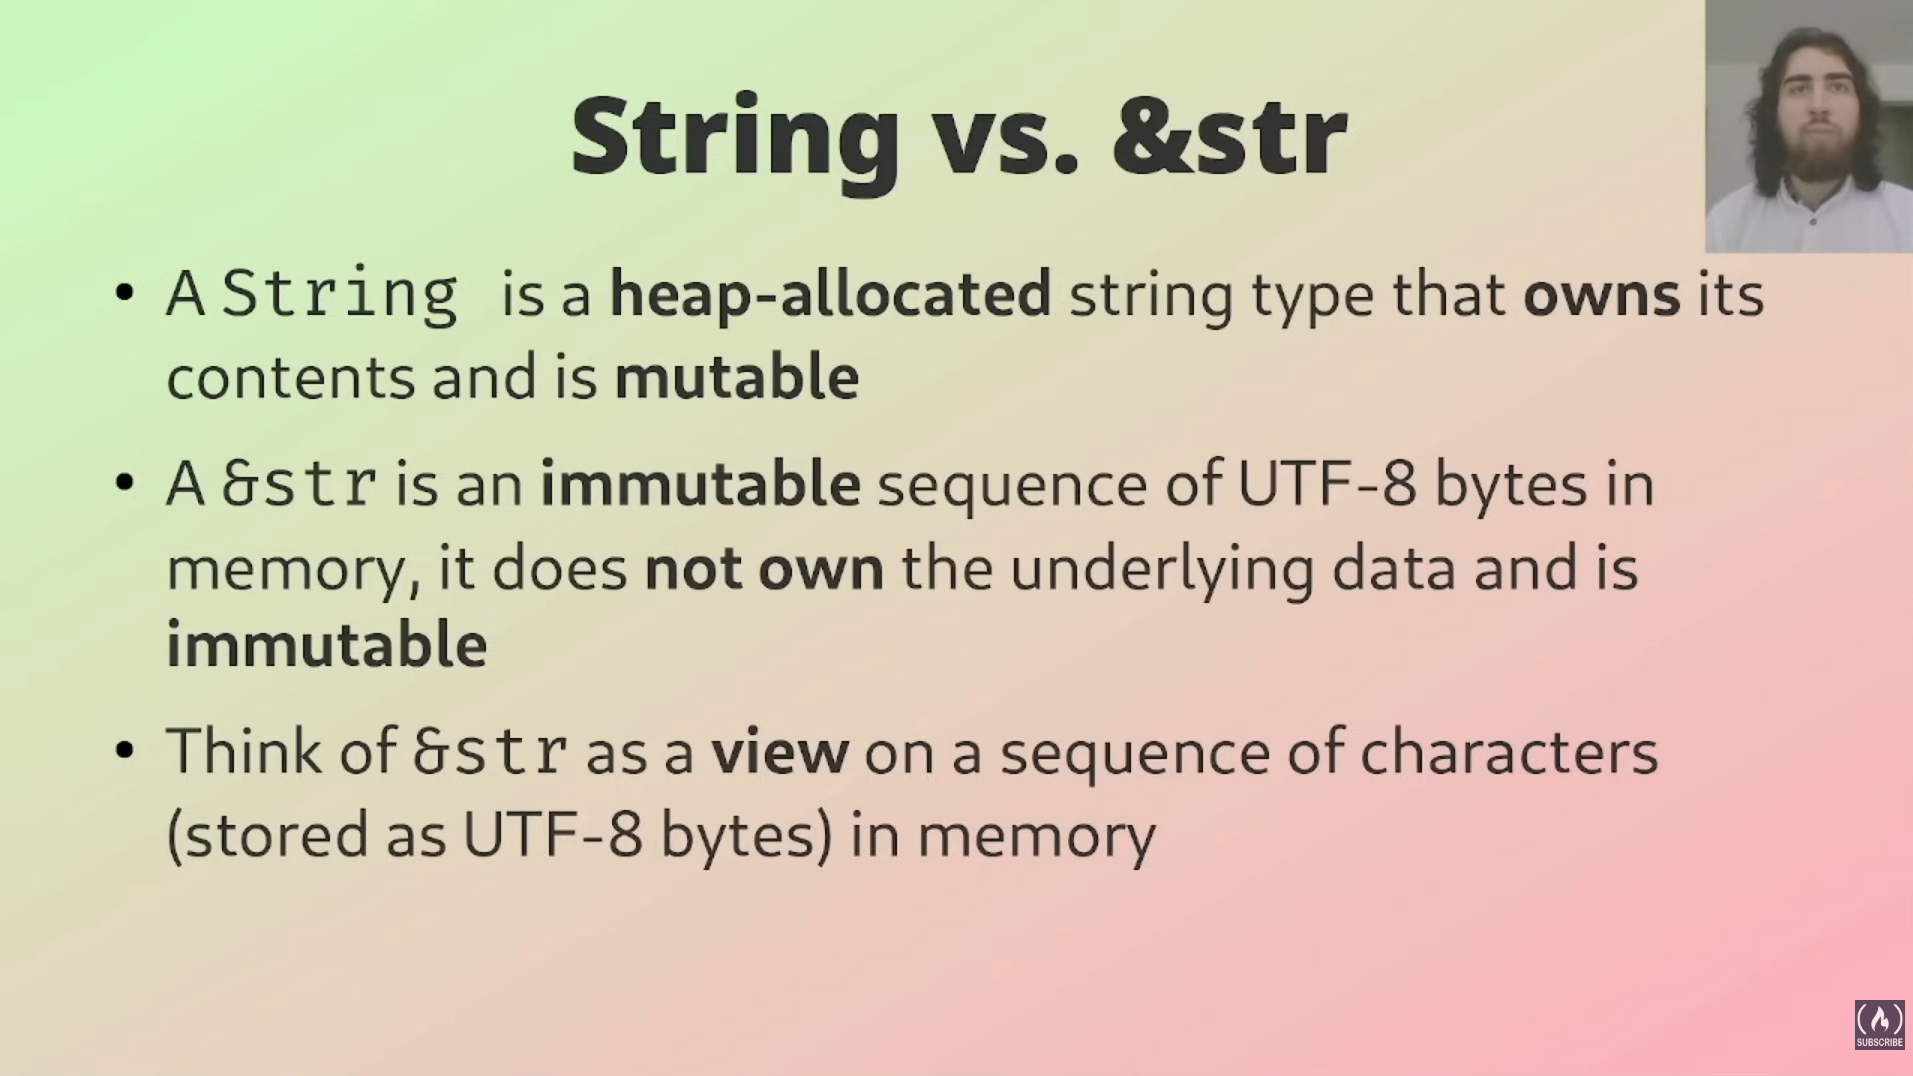 String vs. &str
• A String is a heap-allocated string type that owns its
contents and is mutable
• A &str is an immutable sequence of UTF-8 bytes in
memory, it does not own the underlying data and is
immutable
• Think of &str as a view on a sequence of characters
(stored as UTF-8 bytes) in memory
SUBSCRIBE